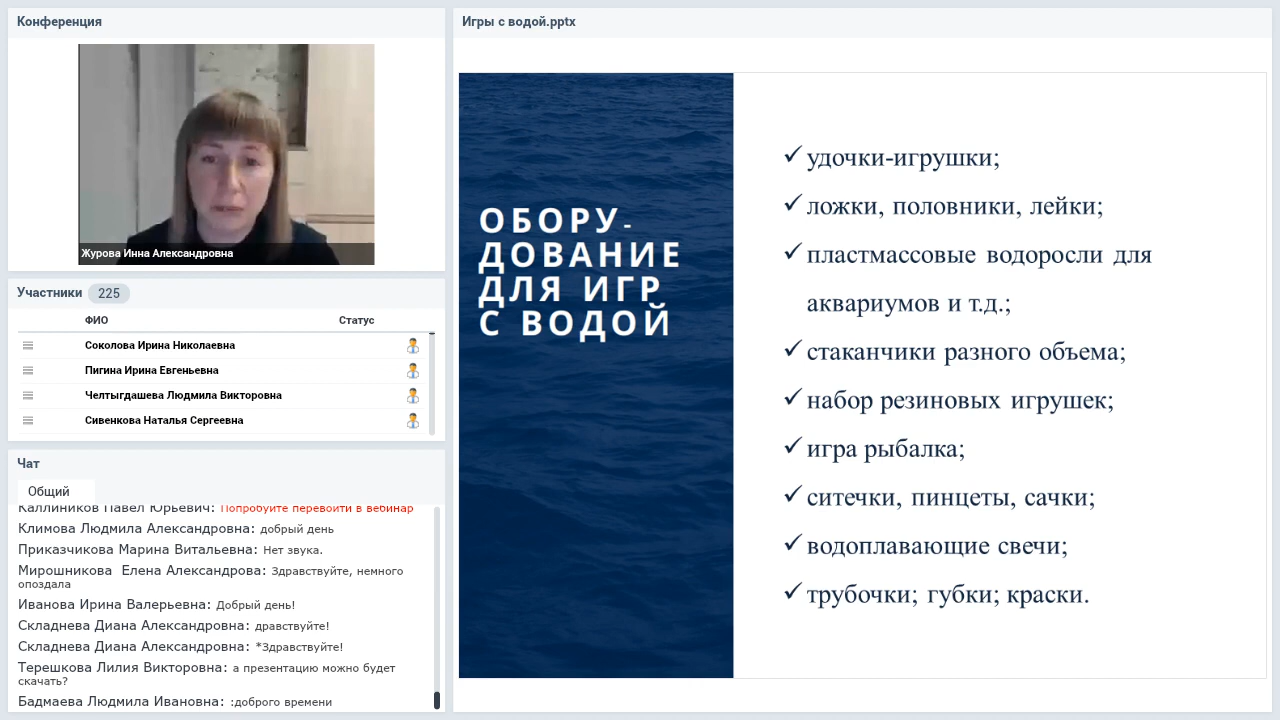 Конференция
Журова Инна Александровна
Участники 225
ФИО Статус
Соколова Ирина Николаевна
Пигина Ирина Евгеньевна
Челтыгдашева Людмила Викторовна
Сивенкова Наталья Сергеевна
Чат
Общий
Каллиников Павел Юрьевич: Попробуйте перевойти в вебинар
Климова Людмила Александровна: добрый день
Приказчикова Марина Витальевна: Нет звука.
Мирошникова Елена Александрова: Здравствуйте, немного
опоздала
Иванова Ирина Валерьевна: Добрый день!
Складнева Диана Александровна: дравствуйте!
Складнева Диана Александровна: *Здравствуйте!
Терешкова Лилия Викторовна: а презентацию можно будет
скачать?
Бадмаева Людмила Ивановна: :доброго времени
Игры с водой.pptx
ОБОРУ-
ДОВАНИЕ
ДЛЯ ИГР
С ВОДОЙ
✓ удочки-игрушки;
✓ ложки, половники, лейки;
✓ пластмассовые водоросли для
аквариумов и т.д.;
✓ стаканчики разного объема;
✓ набор резиновых игрушек;
✓ игра рыбалка;
✓ ситечки, пинцеты, сачки;
✓ водоплавающие свечи;
✓ трубочки; губки; краски.